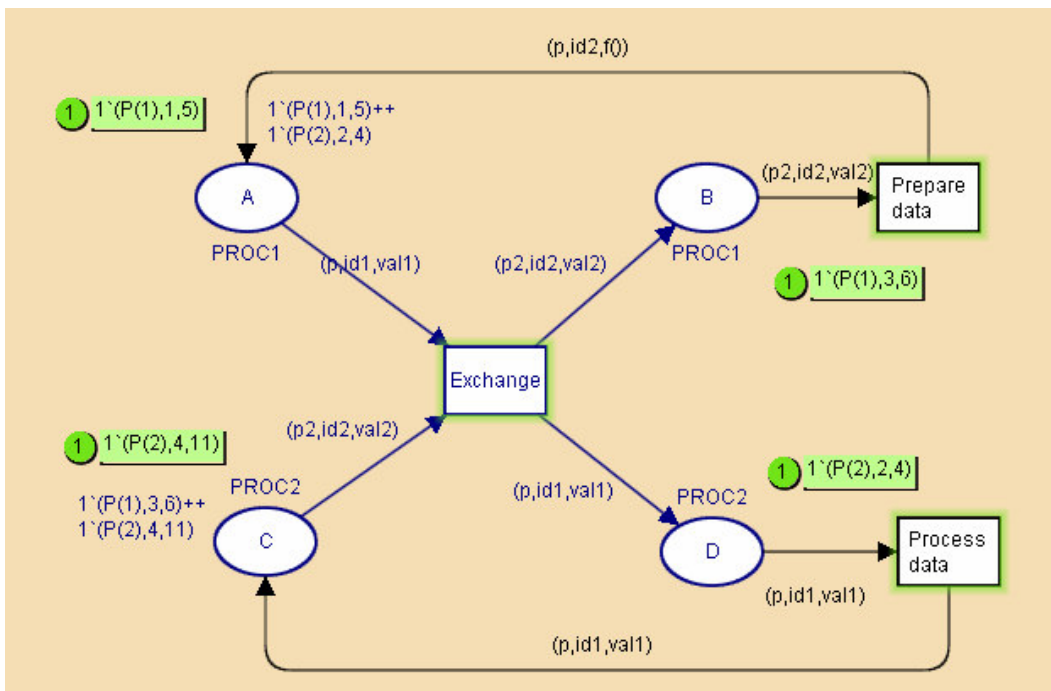 (p,id2,f())
1 1`(P(1),1,5)
1`(P(1),1,5)++
1`(P(2),2,4)
A
PROC1
(p,id1,val1)
B
PROC1
(p2,id2,val2)
Prepare
data
(p2,id2,val2)
1 1`(P(1),3,6)
Exchange
1 1`(P(2),4,11)
(p2,id2,val2)
PROC2
1`(P(1),3,6)++
1`(P(2),4,11)
C
(p,id1,val1)
PROC2
1 1`(P(2),2,4)
D
Process
data
(p,id1,val1)
(p,id1,val1)